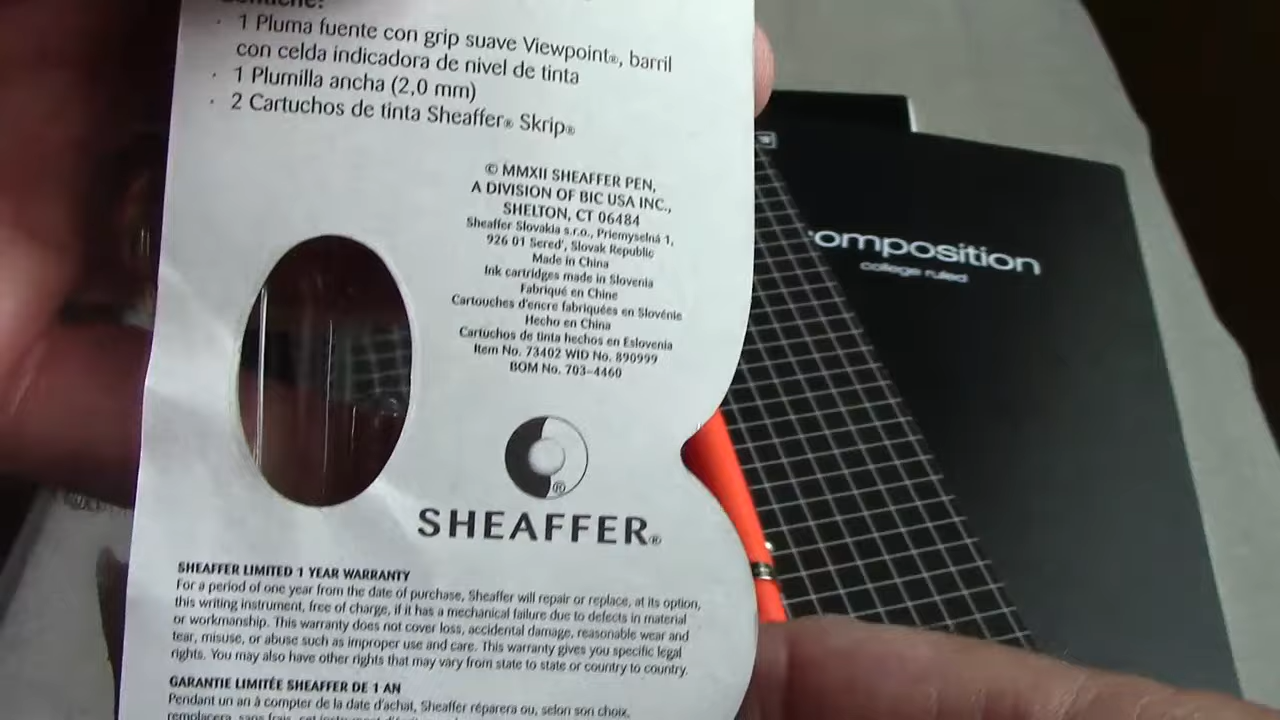 1 Pluma fuente con grip suave Viewpoint®, barril
con celda indicadora de nivel de tinta
· 1 Plumilla ancha (2,0 mm)
· 2 Cartuchos de tinta Sheaffer® Skrip®
© MMXII SHEAFFER PEN,
A DIVISION OF BIC USA INC.,
SHELTON, CT 06484
Sheaffer Slovakia s.r.o., Priemyselná 1,
926 01 Sered', Slovak Republic
Made in China
Ink cartridges made in Slovenia
Fabriqué en Chine
Cartouches d'encre fabriquées en Slovénie
Hecho en China
Cartuchos de tinta hechos en Eslovenia
Item No. 73402 WID No. 890999
BOM No. 703-4460
SHEAFFER®
SHEAFFER LIMITED 1 YEAR WARRANTY
For a period of one year from the date of purchase, Sheaffer will repair or replace, at its option,
this writing instrument, free of charge, if it has a mechanical failure due to defects in material
or workmanship. This warranty does not cover loss, accidental damage, reasonable wear and
tear, misuse, or abuse such as improper use and care. This warranty gives you specific legal
rights. You may also have other rights that may vary from state to state or country to country.
GARANTIE LIMITÉE SHEAFFER DE 1 AN
Pendant un an à compter de la date d'achat, Sheaffer réparera ou, selon son choix,
composition
college ruled